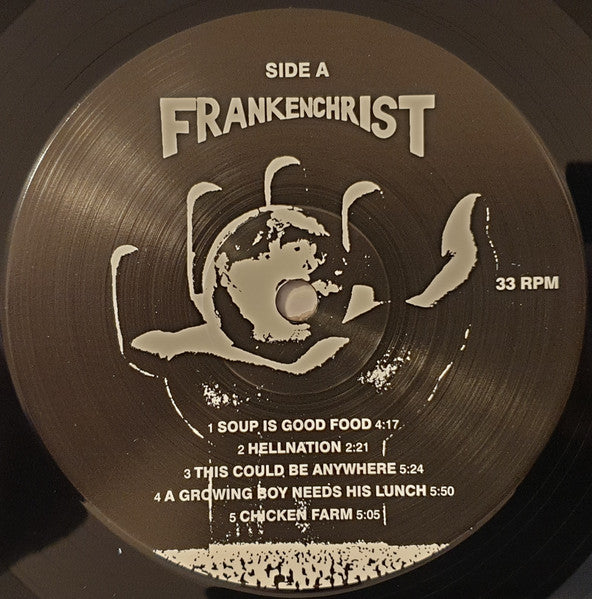 SIDE A
FRANKENCHRIST
33 RPM
1 SOUP IS GOOD FOOD 4:17
2 HELLNATION 2:21
3 THIS COULD BE ANYWHERE 5:24
4 A GROWING BOY NEEDS HIS LUNCH 5:50
5 CHICKEN FARM 5:05